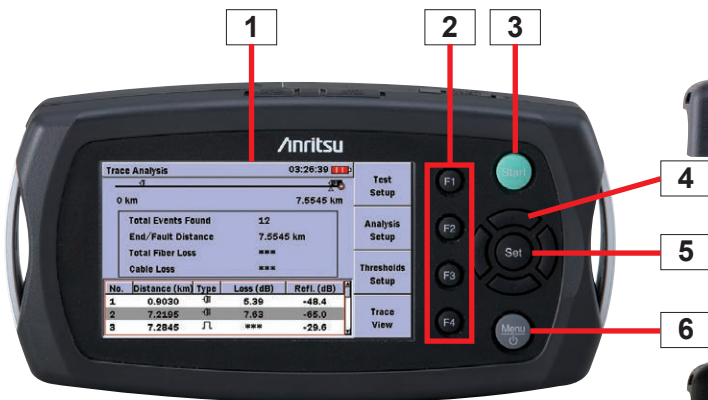 1 2 3
Anritsu
Trace Analysis 03:26:39
0 km 7.5545 km
Total Events Found 12
End/Fault Distance 7.5545 km
Total Fiber Loss ***
Cable Loss ***
No. Distance (km) Type Loss (dB) Refl. (dB)
1 0.9030 5.39 -48.4
2 7.2195 7.63 -65.0
3 7.2845 *** -29.6
Test
Setup
Analysis
Setup
Thresholds
Setup
Trace
View
F1
F2
F3
F4
Start
4
Set
5
Menu
6